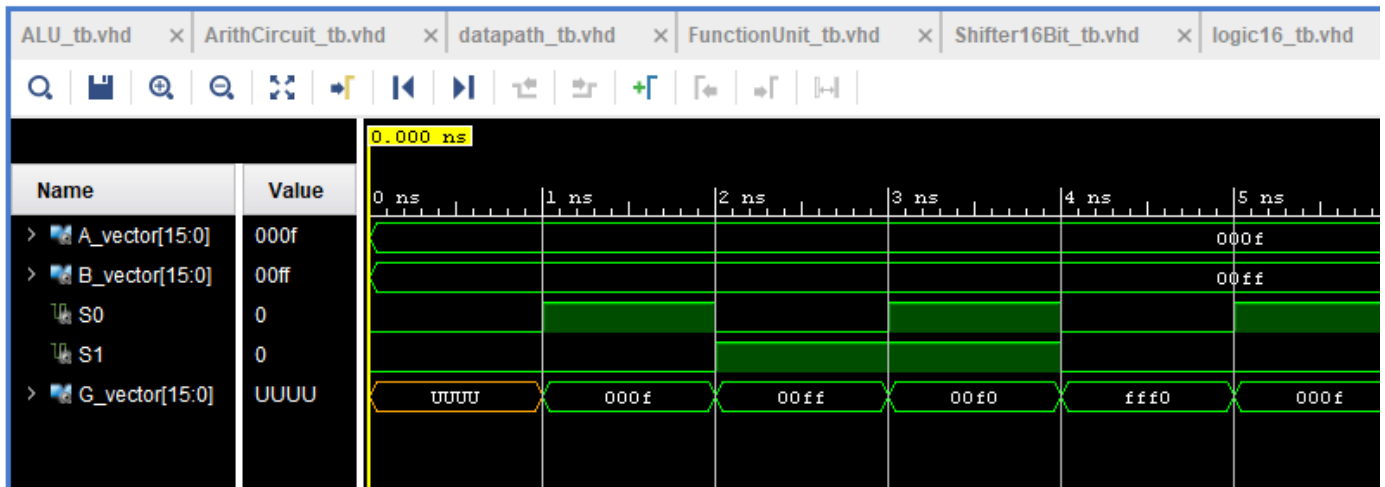 ALU_tb.vhd × ArithCircuit_tb.vhd × datapath_tb.vhd × FunctionUnit_tb.vhd × Shifter16Bit_tb.vhd × logic16_tb.vhd
0.000 ns
Name Value
0 ns 1 ns 2 ns 3 ns 4 ns 5 ns
A_vector[15:0] 000f 000f
B_vector[15:0] 00ff 00ff
S0 0
S1 0
G_vector[15:0] UUUU UUUU 000f 00ff 00f0 fff0 000f